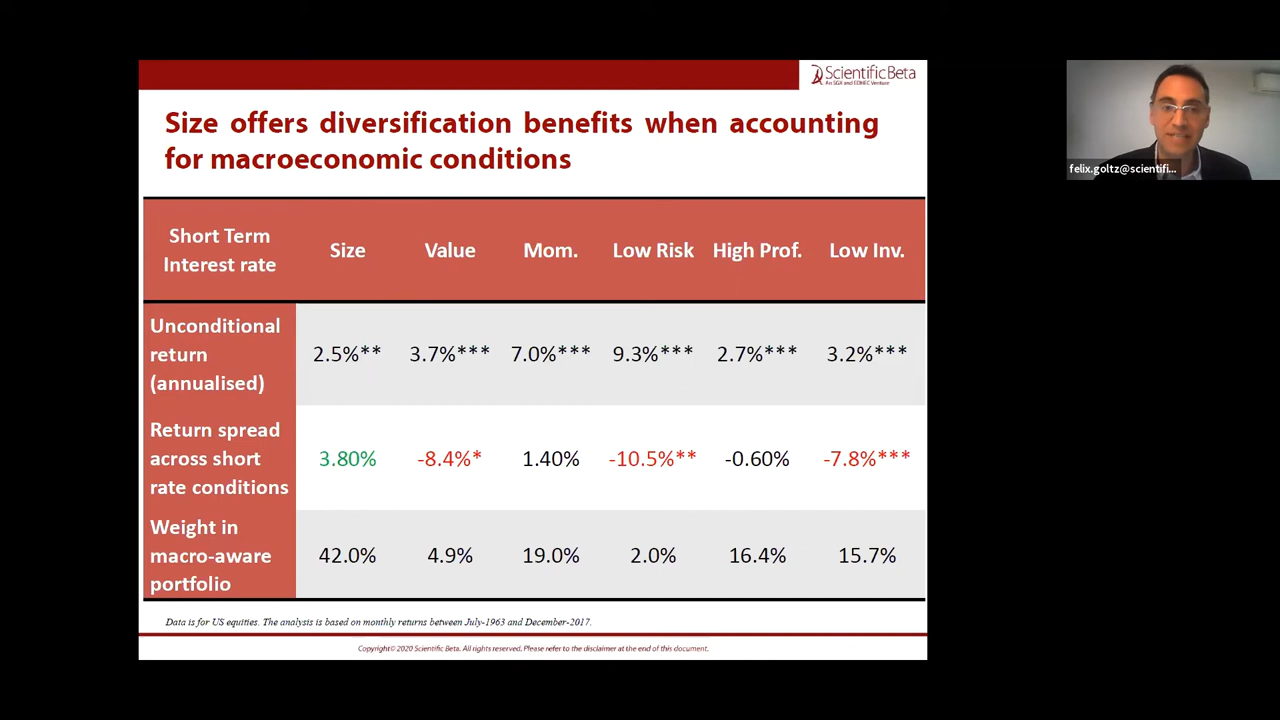 ScientificBeta
An SGX and EDHEC Venture
Size offers diversification benefits when accounting
for macroeconomic conditions
Short Term
Interest rate
Size Value Mom. Low Risk High Prof. Low Inv.
Unconditional
return
(annualised)
2.5%** 3.7%*** 7.0%*** 9.3%*** 2.7%*** 3.2%***
Return spread
across short
rate conditions
3.80% -8.4%* 1.40% -10.5%** -0.60% -7.8%***
Weight in
macro-aware
portfolio
42.0% 4.9% 19.0% 2.0% 16.4% 15.7%
Data is for US equities. The analysis is based on monthly returns between July-1963 and December-2017.
Copyright© 2020 Scientific Beta. All rights reserved. Please refer to the disclaimer at the end of this document.
felix.goltz@scientifi...